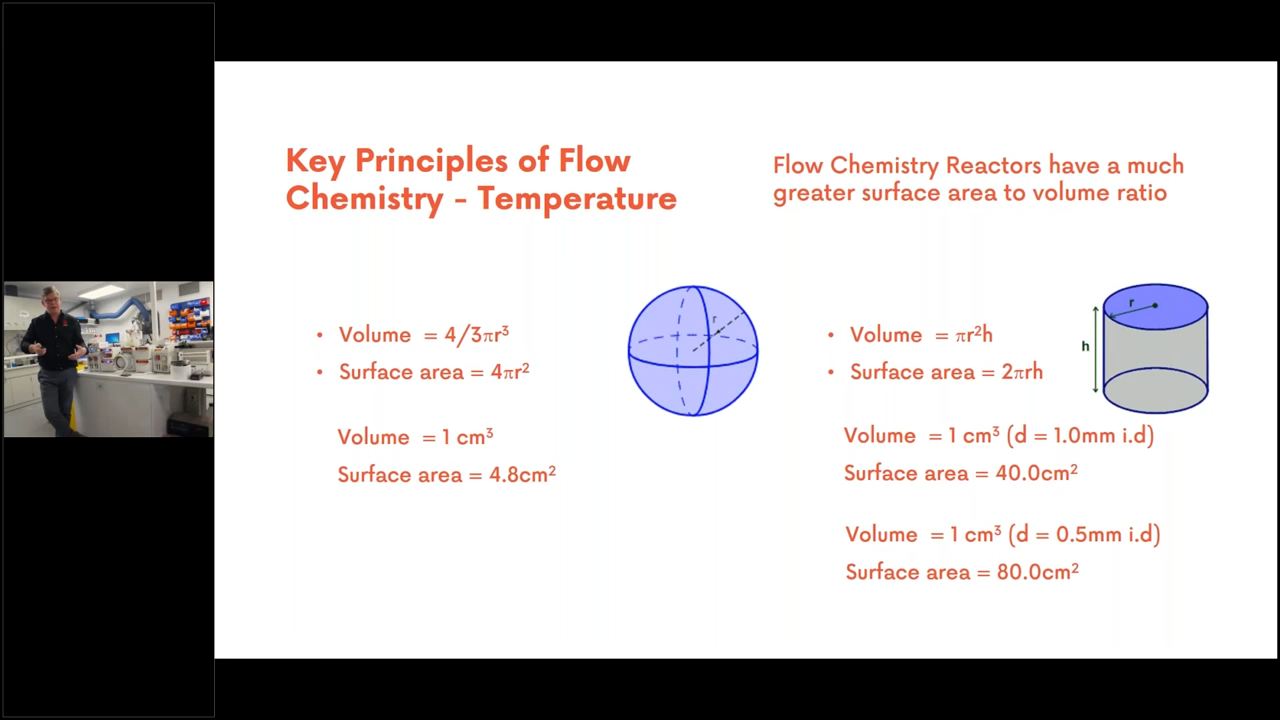 Key Principles of Flow
Chemistry - Temperature
Flow Chemistry Reactors have a much
greater surface area to volume ratio
• Volume = 4/3πr³
• Surface area = 4πr²
Volume = 1 cm³
Surface area = 4.8cm²
r
• Volume = πr²h
• Surface area = 2πrh
r
h
Volume = 1 cm³ (d = 1.0mm i.d)
Surface area = 40.0cm²
Volume = 1 cm³ (d = 0.5mm i.d)
Surface area = 80.0cm²